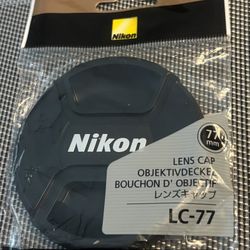 Nikon
Nikon
77
mm
LENS CAP
OBJEKTIVDECKEL
BOUCHON D' OBJECTIF
レンズキャップ
LC-77